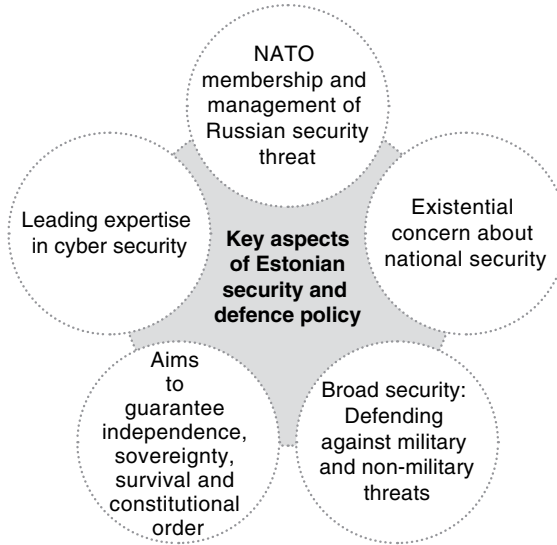 NATO
membership and
management of
Russian security
threat
Leading expertise
in cyber security
Key aspects
of Estonian
security and
defence policy
Existential
concern about
national security
Aims
to
guarantee
independence,
sovereignty,
survival and
constitutional
order
Broad security:
Defending
against military
and non-military
threats